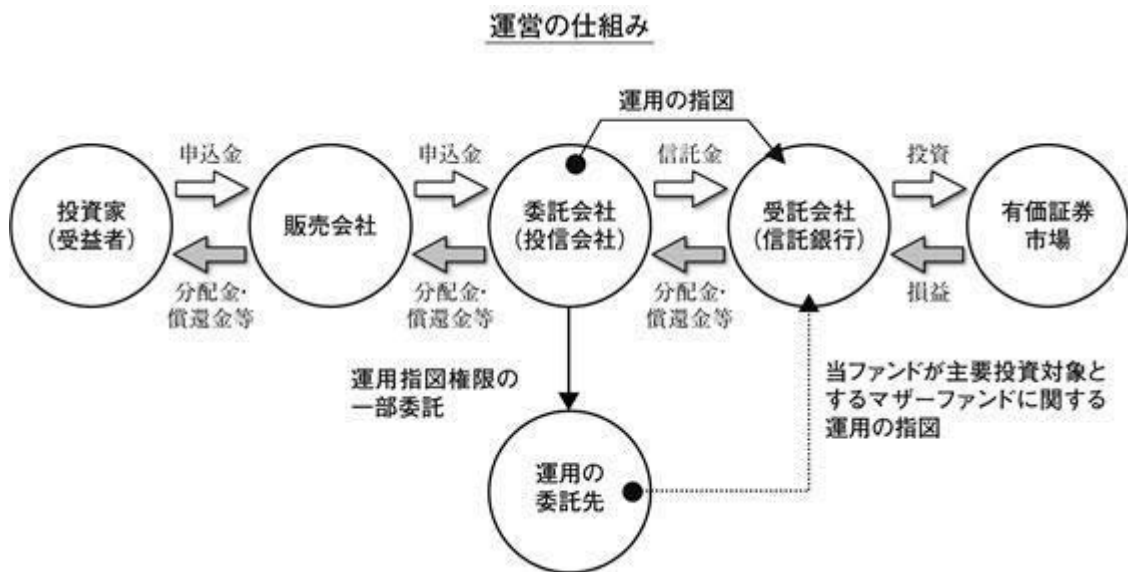 運営の仕組み
運用の指図
申込金
申込金
信託金
投資
投資家
（受益者）
販売会社
委託会社
（投信会社）
受託会社
（信託銀行）
有価証券
市場
分配金・
償還金等
分配金・
償還金等
分配金・
償還金等
損益
運用指図権限の
一部委託
当ファンドが主要投資対象と
するマザーファンドに関する
運用の指図
運用の
委託先